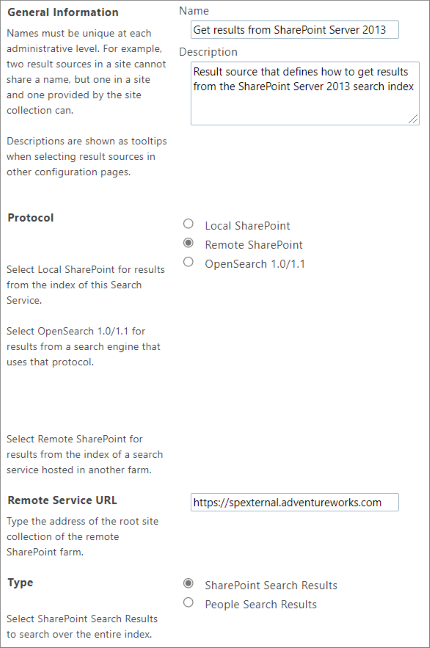 General Information
Names must be unique at each
administrative level. For example,
two result sources in a site cannot
share a name, but one in a site
and one provided by the site
collection can.
Descriptions are shown as tooltips
when selecting result sources in
other configuration pages.
Name
Get results from SharePoint Server 2013
Description
Result source that defines how to get results
from the SharePoint Server 2013 search index
Protocol
Select Local SharePoint for results
from the index of this Search
Service.
Select OpenSearch 1.0/1.1 for
results from a search engine that
uses that protocol.
Select Remote SharePoint for
results from the index of a search
service hosted in another farm.
Local SharePoint
Remote SharePoint
OpenSearch 1.0/1.1
Remote Service URL
Type the address of the root site
collection of the remote
SharePoint farm.
https://spexternal.adventureworks.com
Type
Select SharePoint Search Results
to search over the entire index.
SharePoint Search Results
People Search Results